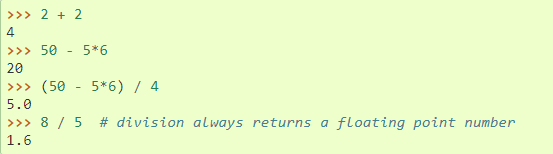 >>> 2 + 2
4
>>> 50 - 5*6
20
>>> (50 - 5*6) / 4
5.0
>>> 8 / 5  # division always returns a floating point number
1.6